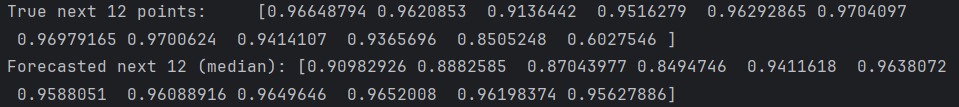 True next 12 points:     [0.96648794 0.9620853  0.9136442  0.9516279  0.96292865 0.9704097
 0.96979165 0.9700624  0.9414107  0.9365696  0.8505248  0.6027546 ]
Forecasted next 12 (median): [0.90982926 0.8882585  0.87043977 0.8494746  0.9411618  0.9638072
 0.9588051  0.96088916 0.9649646  0.9652008  0.96198374 0.95627886]